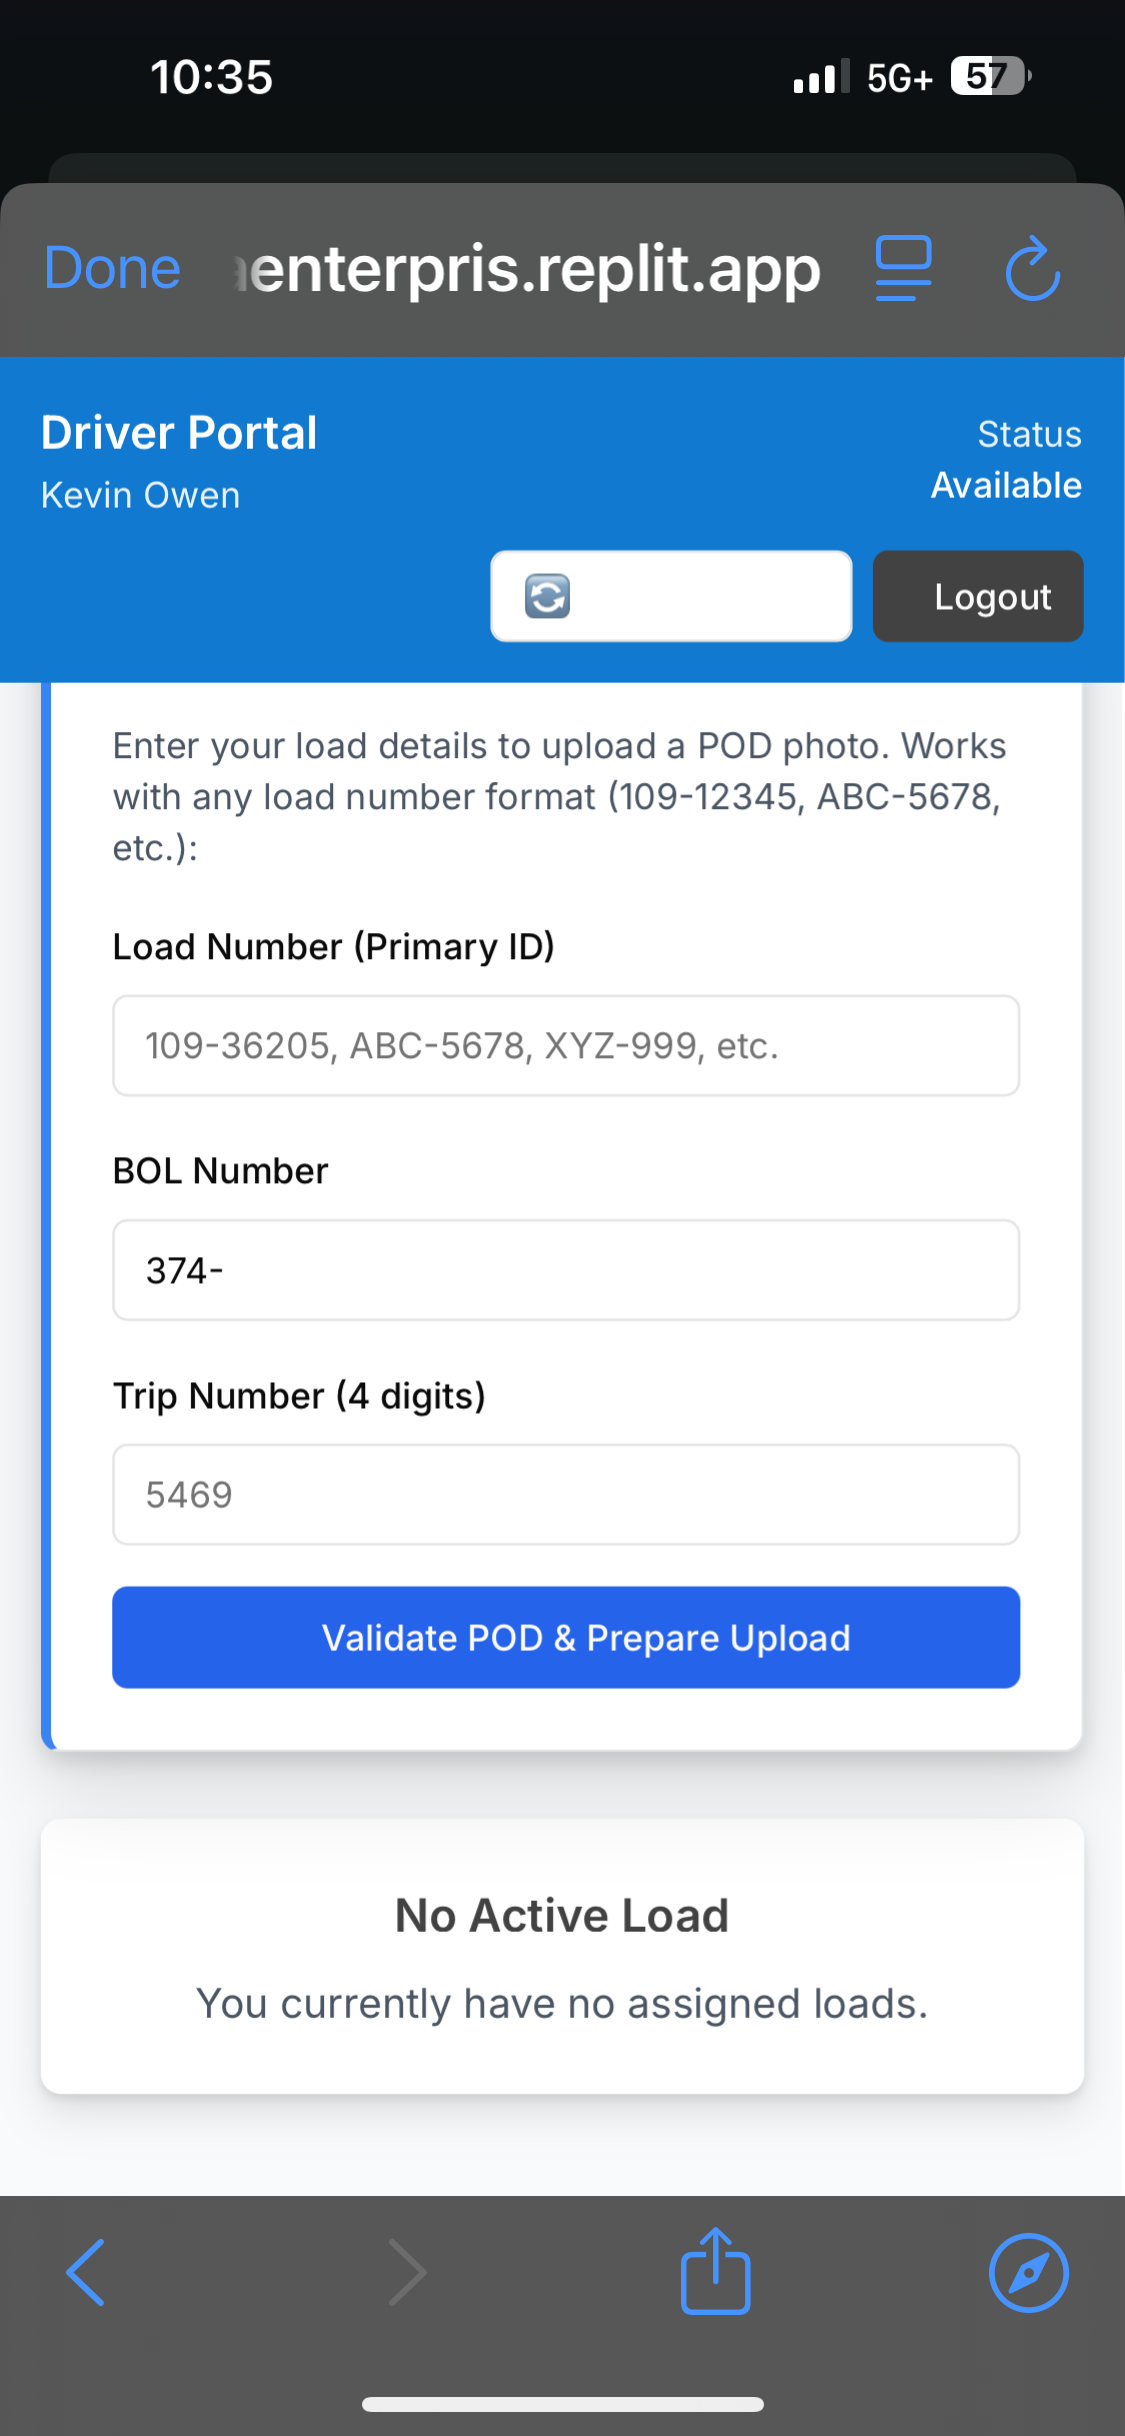 10:35
5G+
57
Done
enterpris.replit.app
Driver Portal
Status
Kevin Owen
Available
Logout
Enter your load details to upload a POD photo. Works
with any load number format (109-12345, ABC-5678,
etc.):
Load Number (Primary ID)
109-36205, ABC-5678, XYZ-999, etc.
BOL Number
374-
Trip Number (4 digits)
5469
Validate POD & Prepare Upload
No Active Load
You currently have no assigned loads.